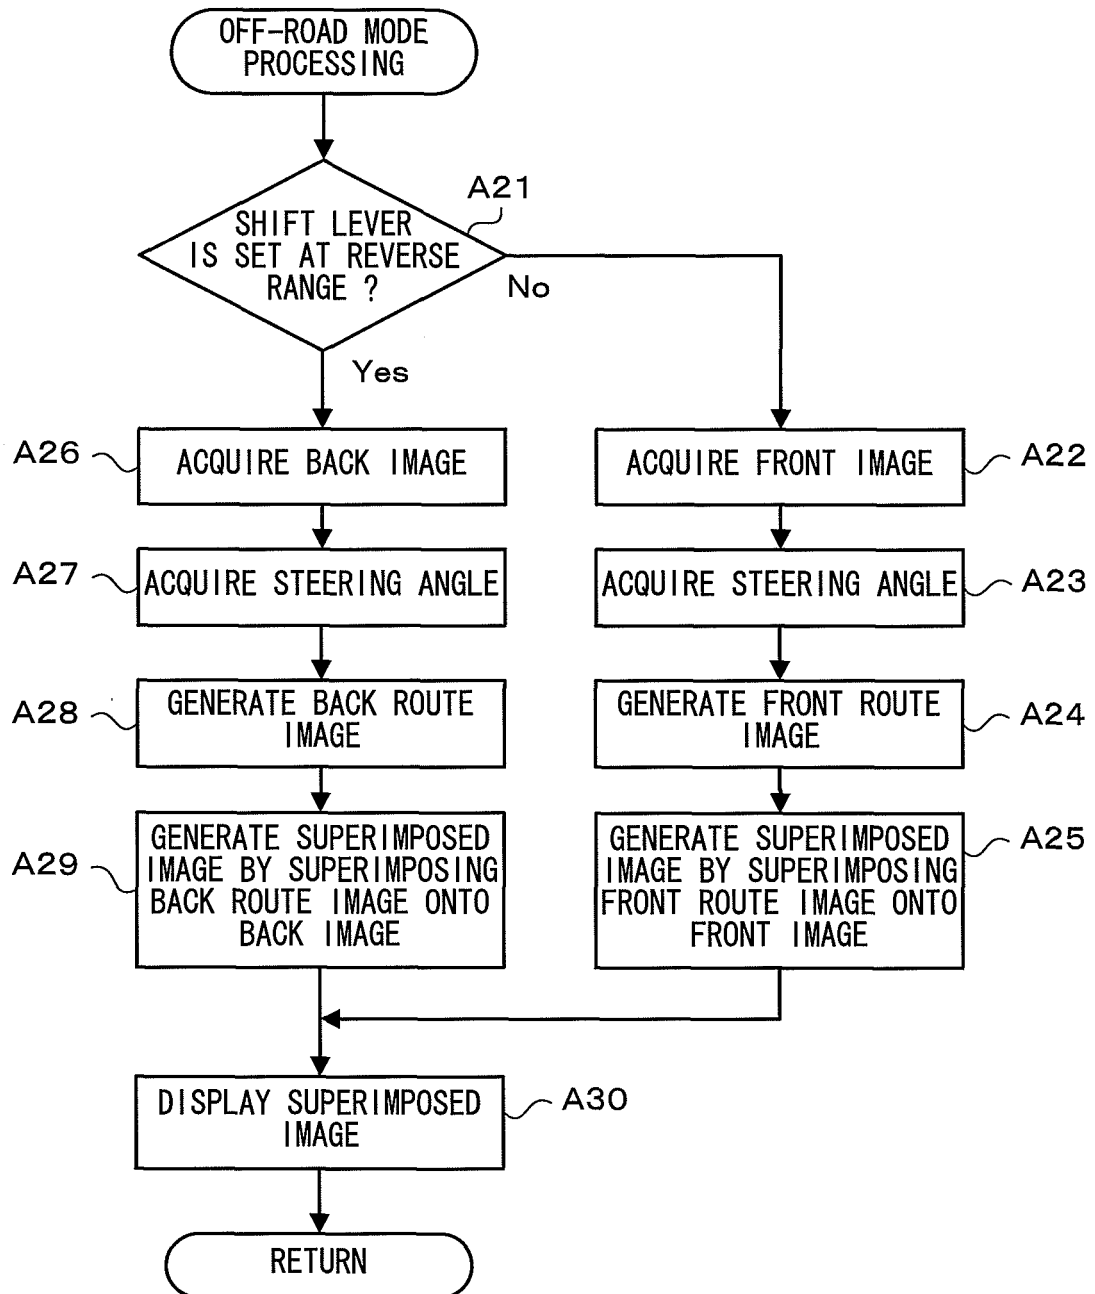 OFF-ROAD MODE
PROCESSING
A21
SHIFT LEVER
IS SET AT REVERSE
RANGE ?
No
Yes
A26
ACQUIRE BACK IMAGE
ACQUIRE FRONT IMAGE
A22
A27
ACQUIRE STEERING ANGLE
ACQUIRE STEERING ANGLE
A23
A28
GENERATE BACK ROUTE
IMAGE
GENERATE FRONT ROUTE
IMAGE
A24
A29
GENERATE SUPERIMPOSED
IMAGE BY SUPERIMPOSING
BACK ROUTE IMAGE ONTO
BACK IMAGE
GENERATE SUPERIMPOSED
IMAGE BY SUPERIMPOSING
FRONT ROUTE IMAGE ONTO
FRONT IMAGE
A25
DISPLAY SUPERIMPOSED
IMAGE
A30
RETURN